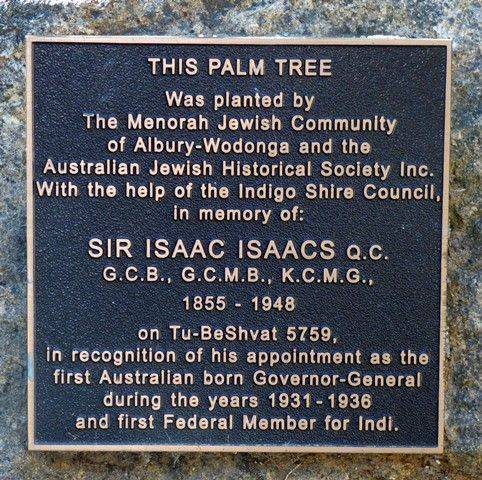 THIS PALM TREE
Was planted by
The Menorah Jewish Community
of Albury-Wodonga and the
Australian Jewish Historical Society Inc.
With the help of the Indigo Shire Council,
in memory of:
SIR ISAAC ISAACS Q.C.
G.C.B., G.C.M.B., K.C.M.G.,
1855 - 1948
on Tu-BeShvat 5759,
in recognition of his appointment as the
first Australian born Governor-General
during the years 1931-1936
and first Federal Member for Indi.